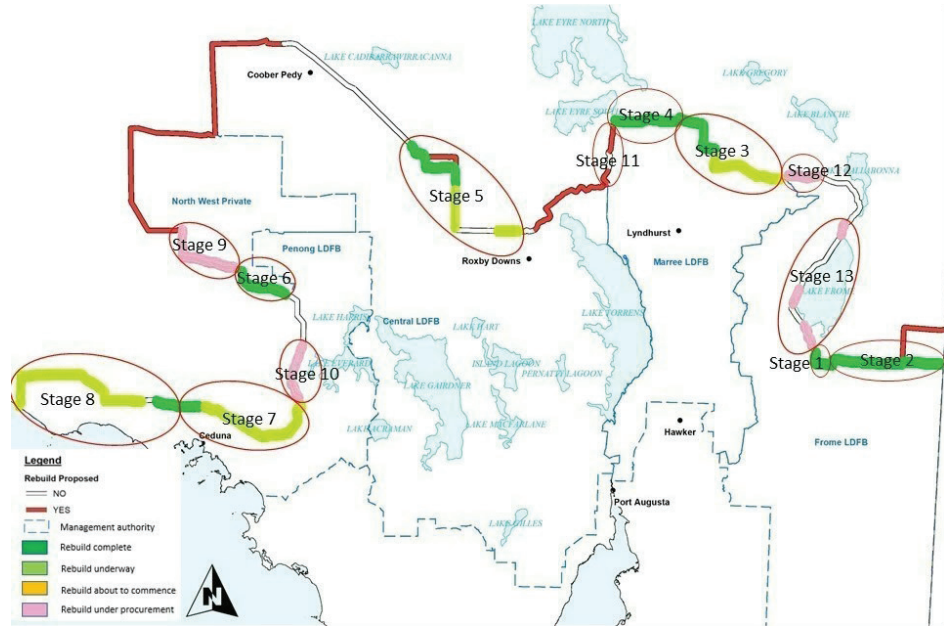 LAKE EYRE NORTH
LAKE CADIBARRAWIRRACANNA
Coober Pedy
LAKE GREGORY
LAKE EYRE SOUTH
LAKE BLANCHE
Stage 4
Stage 3
Stage 11
Stage 12
Stage 5
North West Private
Stage 9
Penong LDFB
Stage 6
Roxby Downs
Lyndhurst
Marree LDFB
Stage 13
LAKE FROME
LAKE HARRIS
Central LDFB
LAKE HART
LAKE TORRENS
Stage 10
LAKE EVERARD
ISLAND LAGOON
PERNATTY LAGOON
LAKE GAIRDNER
Stage 1
Stage 2
Stage 8
Stage 7
LAKE ACRAMAN
LAKE MACFARLANE
Ceduna
Hawker
Frome LDFB
Port Augusta
LAKE GILLES
Legend
Rebuild Proposed
NO
YES
Management authority
Rebuild complete
Rebuild underway
Rebuild about to commence
Rebuild under procurement
N